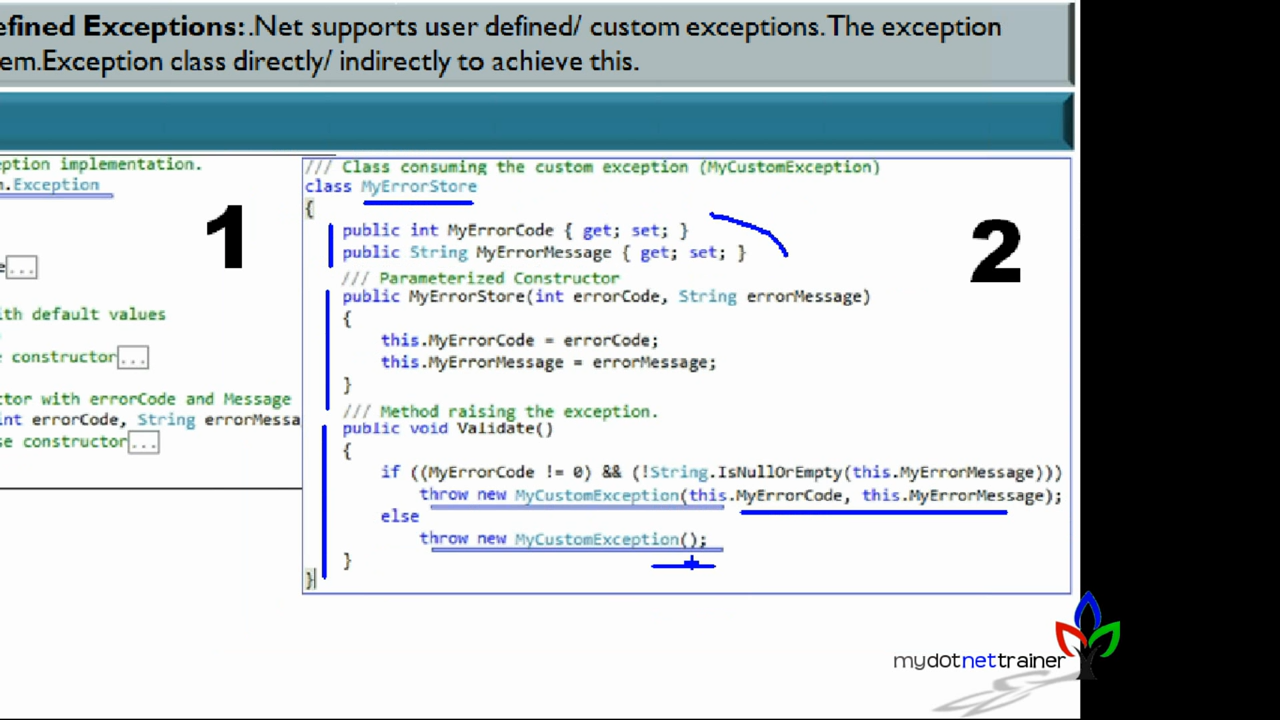 efined Exceptions:.Net supports user defined/ custom exceptions.The exception
em.Exception class directly/ indirectly to achieve this.
eption implementation.
n.Exception
1
e...
ith default values
e constructor...
ctor with errorCode and Message
int errorCode, String errorMessa
se constructor...
/// Class consuming the custom exception (MyCustomException)
class MyErrorStore
{
public int MyErrorCode { get; set; }
public String MyErrorMessage { get; set; }
2
/// Parameterized Constructor
public MyErrorStore(int errorCode, String errorMessage)
{
this.MyErrorCode = errorCode;
this.MyErrorMessage = errorMessage;
}
/// Method raising the exception.
public void Validate()
{
if ((MyErrorCode != 0) && (!String.IsNullOrEmpty(this.MyErrorMessage)))
throw new MyCustomException(this.MyErrorCode, this.MyErrorMessage);
else
throw new MyCustomException();
}
}
mydotnettrainer